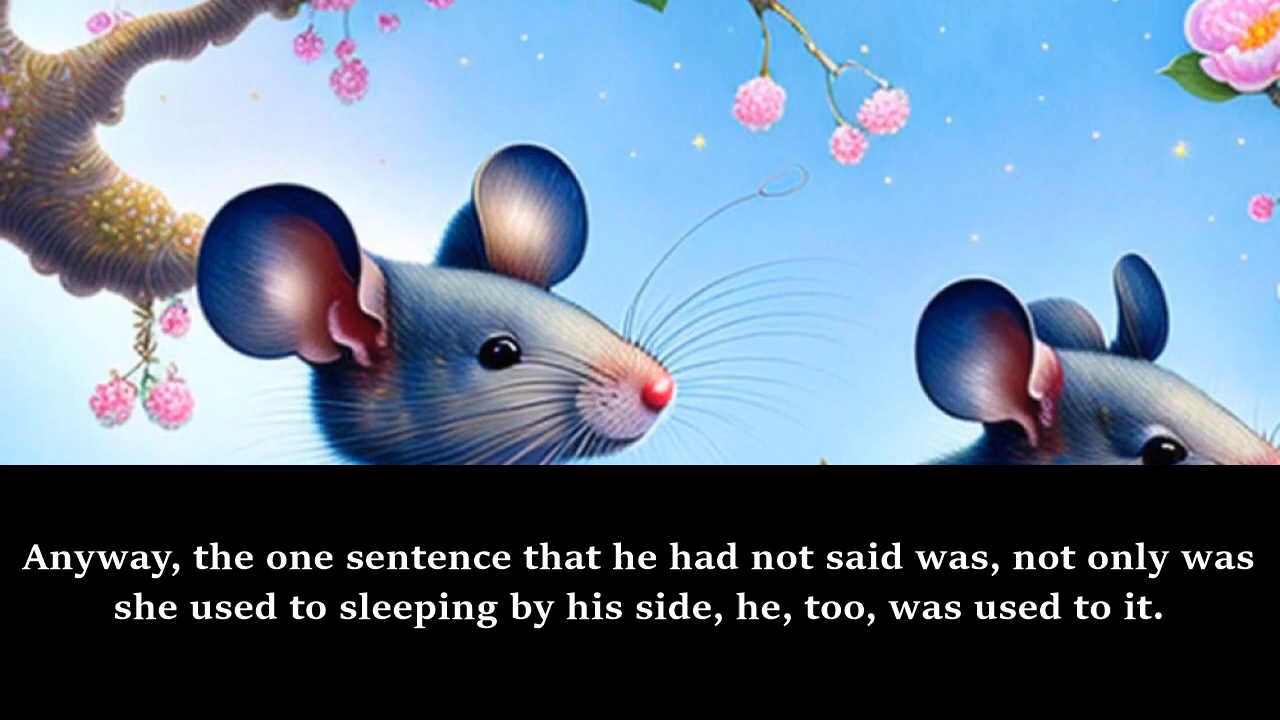 Anyway, the one sentence that he had not said was, not only was
she used to sleeping by his side, he, too, was used to it.